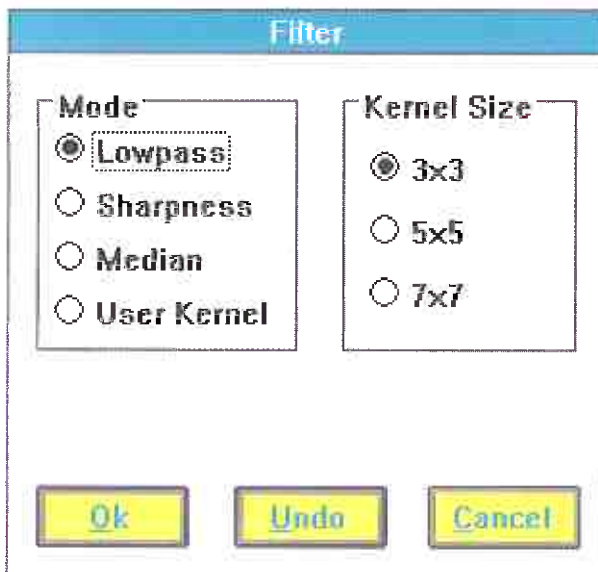 Filter
Mode
Lowpass
Sharpness
Median
User Kernel
Kernel Size
3x3
5x5
7x7
Ok
Undo
Cancel